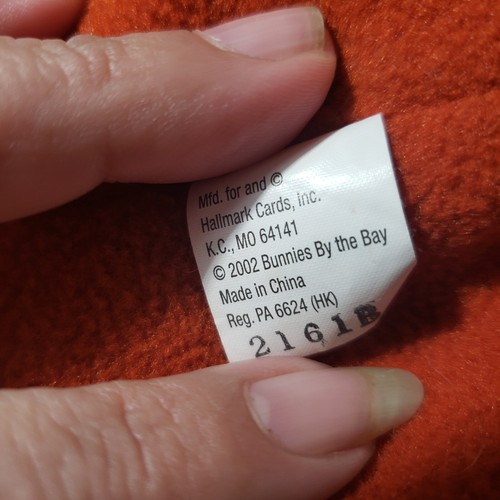 Mfd. for and ©
Hallmark Cards, Inc.
K.C., MO 64141
© 2002 Bunnies By the Bay
Made in China
Reg. PA 6624 (HK)
2161R